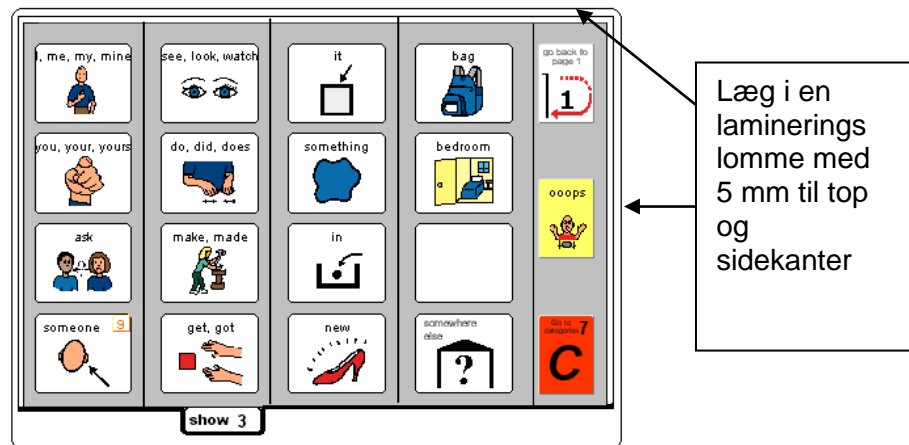 I, me, my, mine
see, look, watch
it
bag
go back to
page 1
1
you, your, yours
do, did, does
something
bedroom
ooops
ask
make, made
in
someone 9
get, got
new
somewhere
else
?
Go to
categories 7
C
show 3
Læg i en
laminerings
lomme med
5 mm til top
og
sidekanter